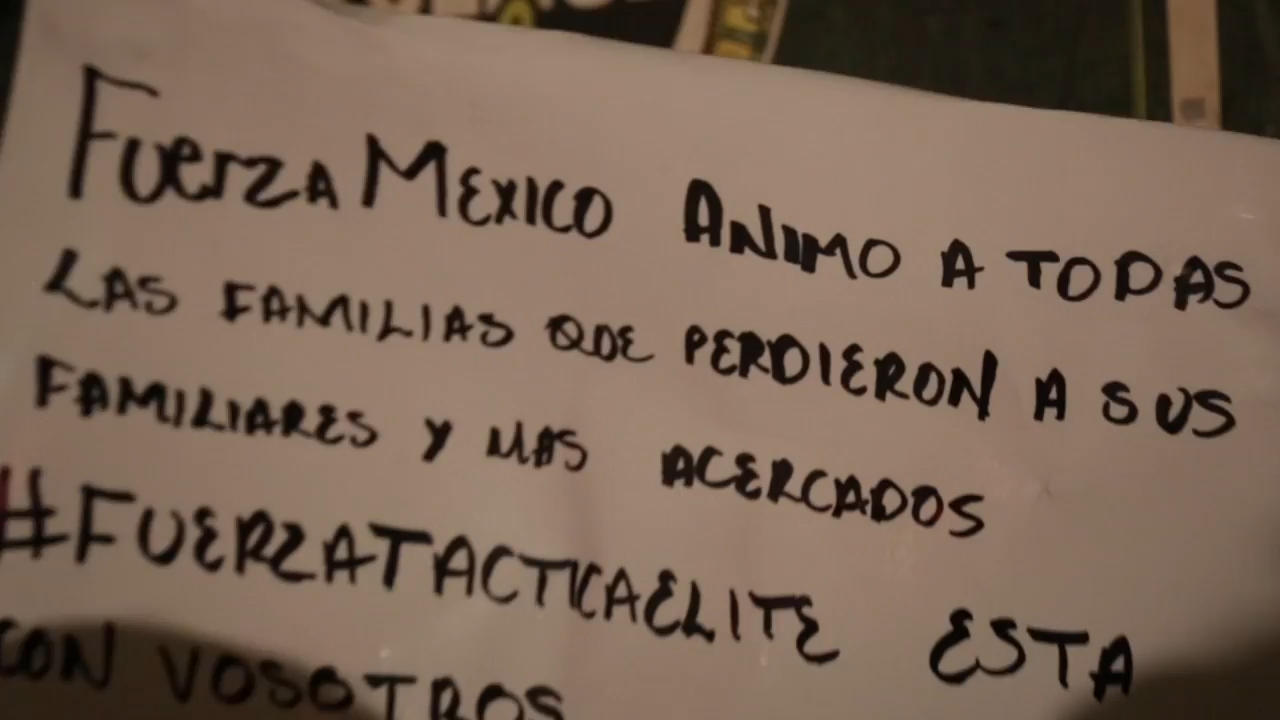 Fuerza Mexico Animo A TODAS
LAS FAMILIAS QUE PERDIERON A SUS
FAMILIARES Y MAS ACERCADOS
#FUERZATACTICAELITE ESTA
CON VOSOTROS